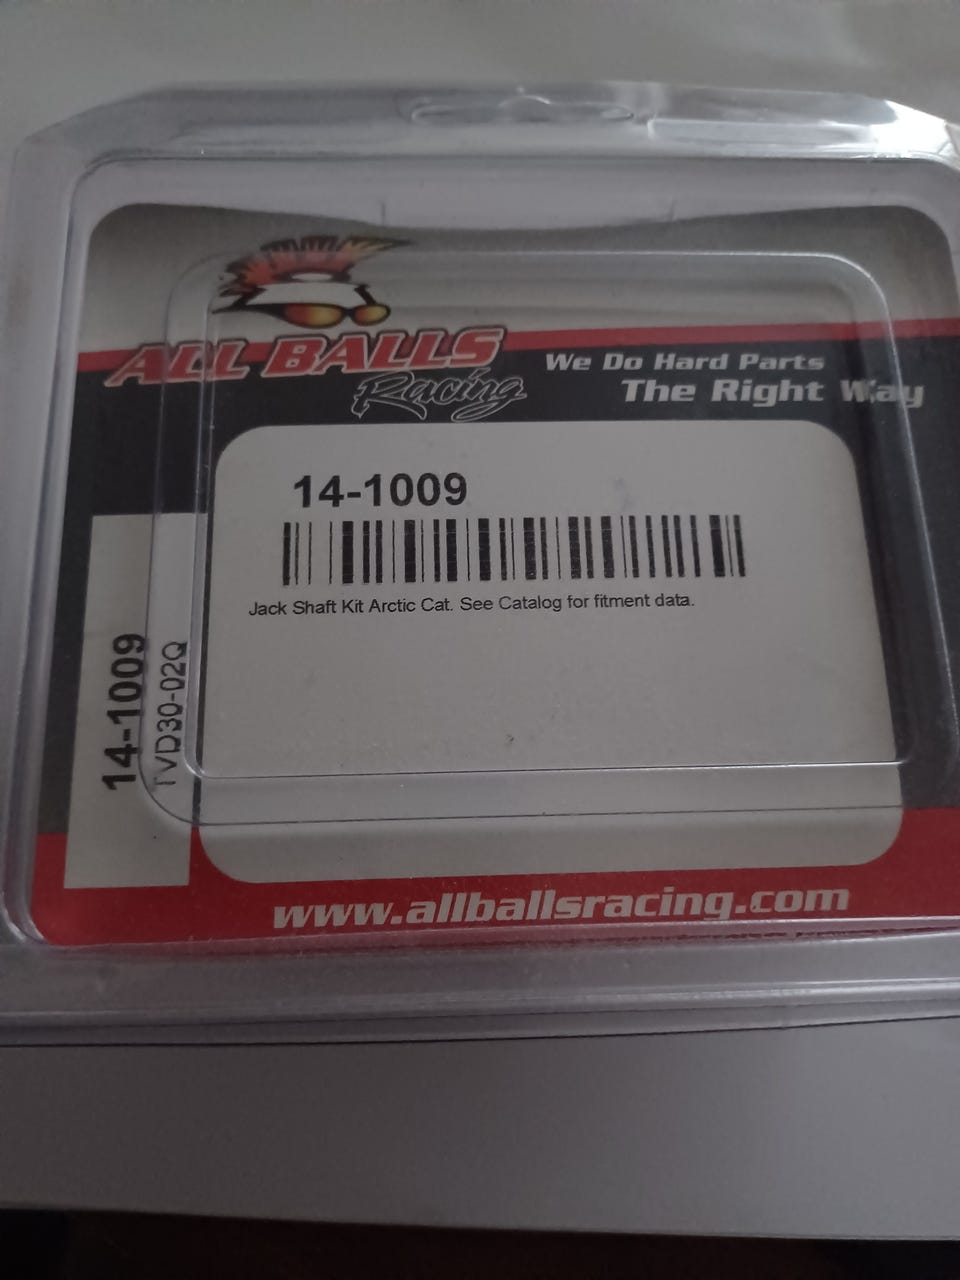 ALL BALLS
Racing
We Do Hard Parts
The Right Way
14-1009
Jack Shaft Kit Arctic Cat. See Catalog for fitment data.
14-1009
TVD30-02Q
www.allballsracing.com